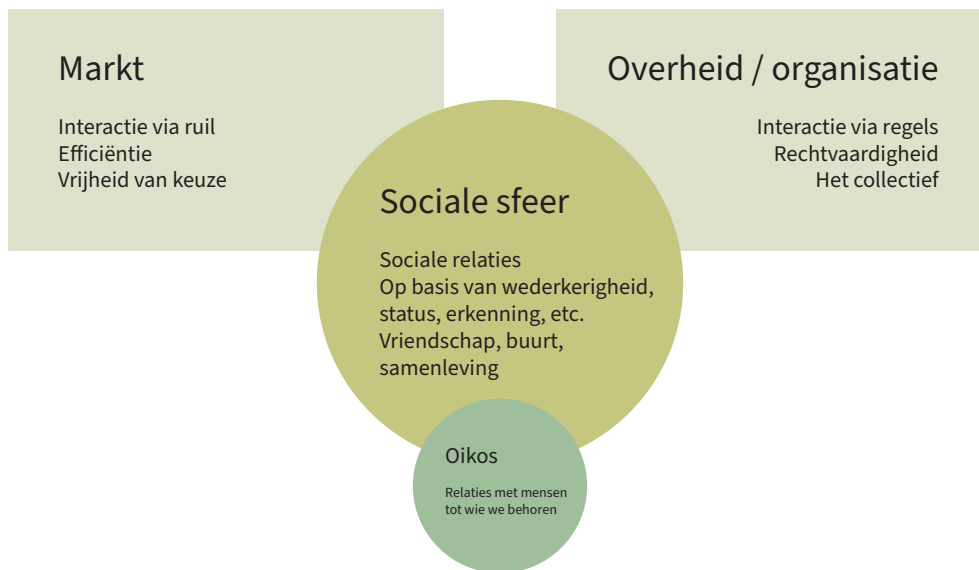 Markt
Interactie via ruil
Efficiëntie
Vrijheid van keuze
Overheid / organisatie
Interactie via regels
Rechtvaardigheid
Het collectief
Sociale sfeer
Sociale relaties
Op basis van wederkerigheid,
status, erkenning, etc.
Vriendschap, buurt,
samenleving
Oikos
Relaties met mensen
tot wie we behoren